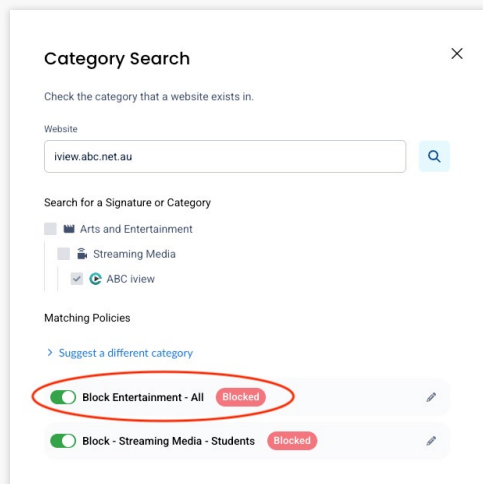 Category Search
Check the category that a website exists in.
Website
iview.abc.net.au
Search for a Signature or Category
Arts and Entertainment
Streaming Media
ABC iview
Matching Policies
Suggest a different category
Block Entertainment - All Blocked
Block - Streaming Media - Students Blocked